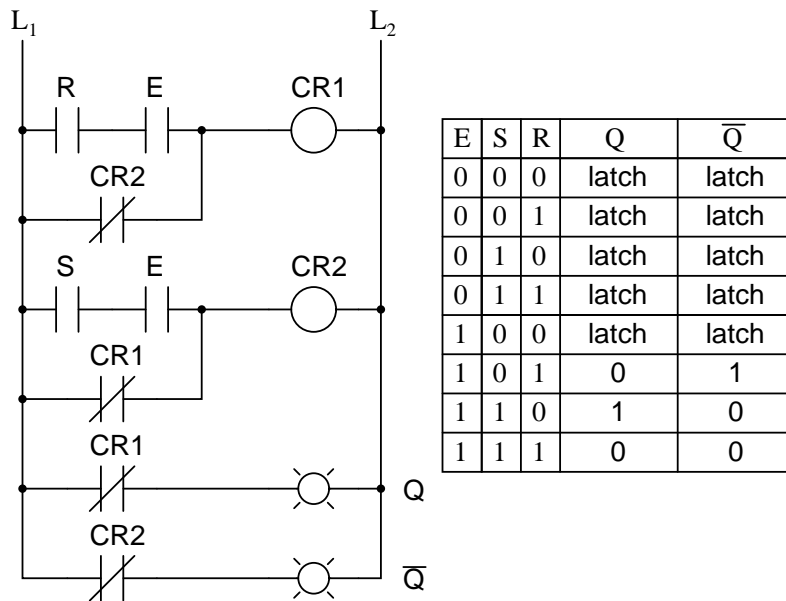 L₁ L₂
R E CR1
CR2
S E CR2
CR1
CR1
Q
CR2
Q̅
E S R Q Q̅
0 0 0 latch latch
0 0 1 latch latch
0 1 0 latch latch
0 1 1 latch latch
1 0 0 latch latch
1 0 1 0 1
1 1 0 1 0
1 1 1 0 0